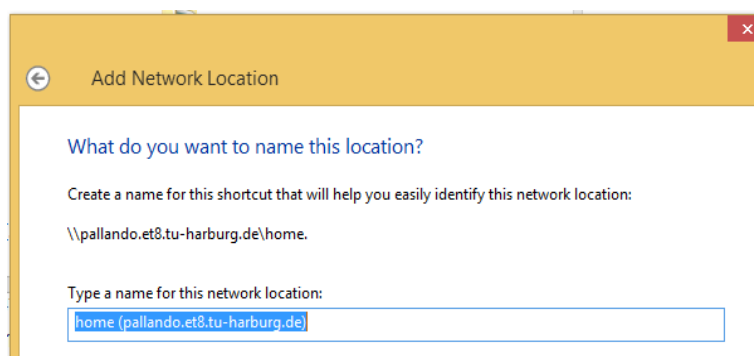 Add Network Location
What do you want to name this location?
Create a name for this shortcut that will help you easily identify this network location:
\\pallando.et8.tu-harburg.de\home.
Type a name for this network location:
home (pallando.et8.tu-harburg.de)